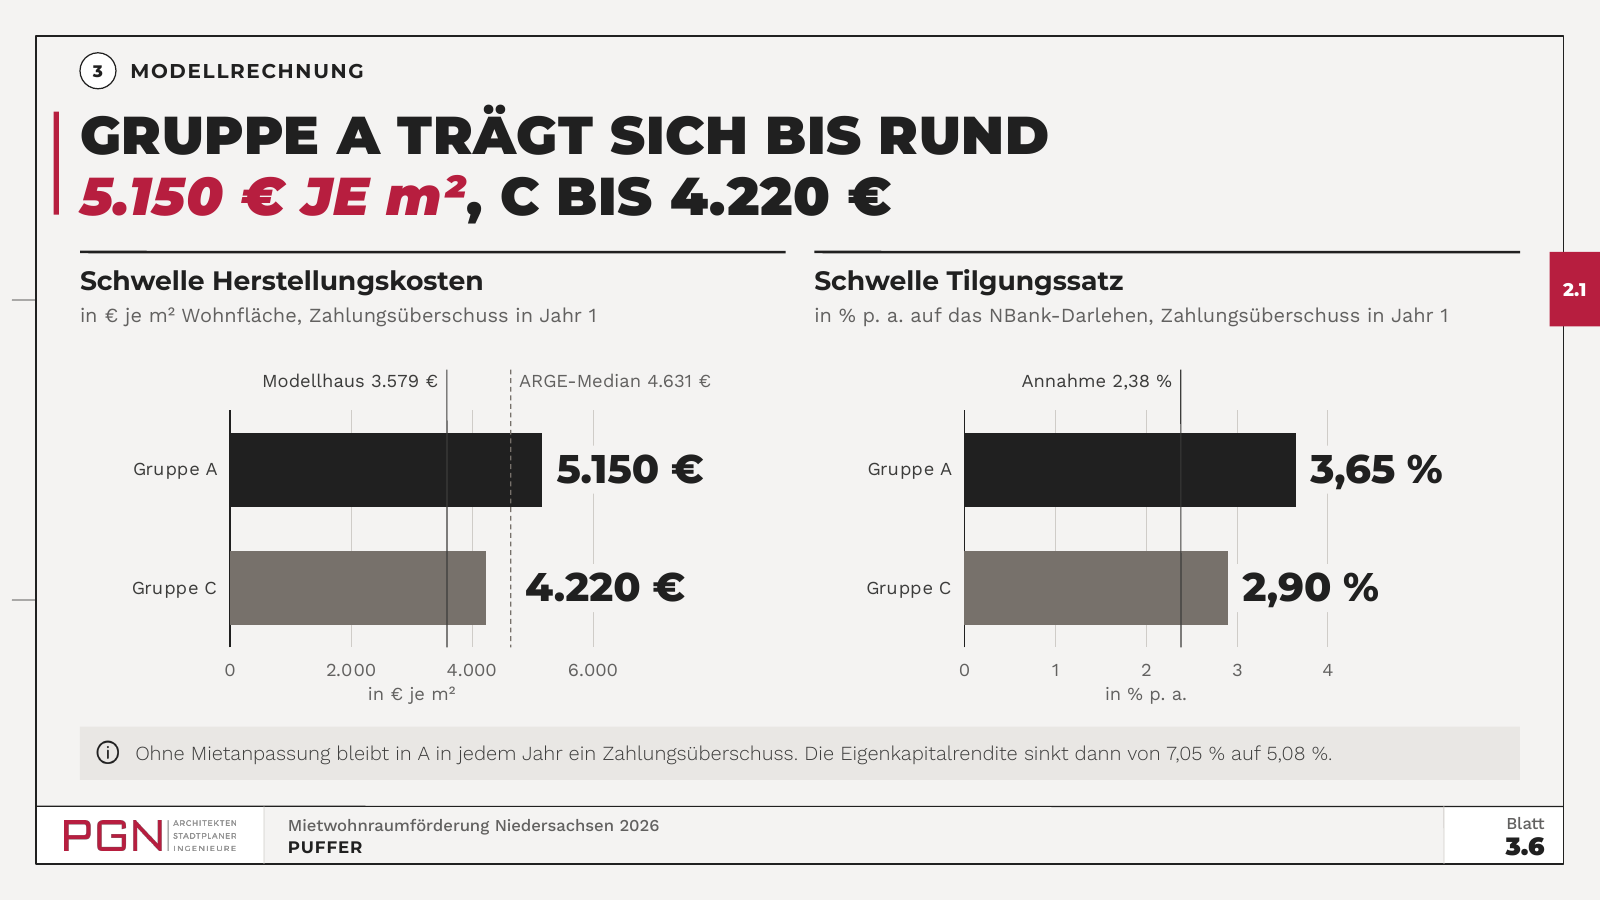 3 MODELLRECHNUNG
GRUPPE A TRÄGT SICH BIS RUND
5.150 € JE m², C BIS 4.220 €
Schwelle Herstellungskosten
in € je m² Wohnfläche, Zahlungsüberschuss in Jahr 1
Modellhaus 3.579 €
ARGE-Median 4.631 €
Gruppe A
5.150 €
Gruppe C
4.220 €
0 2.000 4.000 6.000
in € je m²
Schwelle Tilgungssatz
in % p. a. auf das NBank-Darlehen, Zahlungsüberschuss in Jahr 1
Annahme 2,38 %
Gruppe A
3,65 %
Gruppe C
2,90 %
0 1 2 3 4
in % p. a.
2.1
Ohne Mietanpassung bleibt in A in jedem Jahr ein Zahlungsüberschuss. Die Eigenkapitalrendite sinkt dann von 7,05 % auf 5,08 %.
PGN
ARCHITEKTEN
STADTPLANER
INGENIEURE
Mietwohnraumförderung Niedersachsen 2026
PUFFER
Blatt
3.6